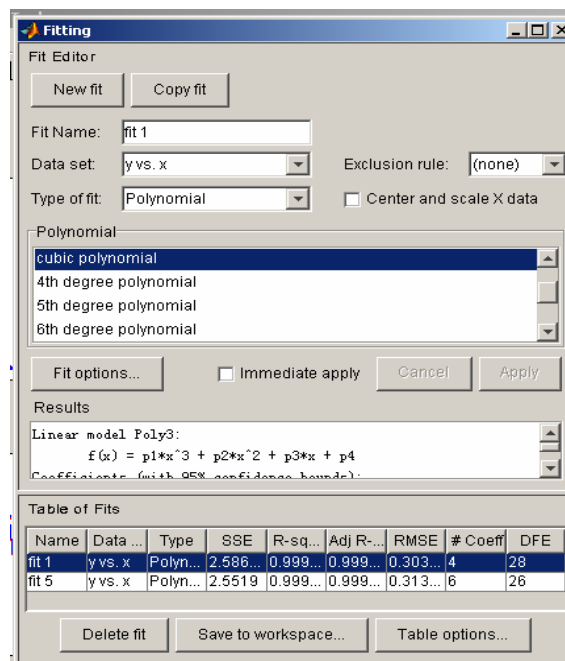 Fitting
Fit Editor
New fit Copy fit
Fit Name: fit 1
Data set: y vs. x Exclusion rule: (none)
Type of fit: Polynomial Center and scale X data
Polynomial
cubic polynomial
4th degree polynomial
5th degree polynomial
6th degree polynomial
Fit options... Immediate apply Cancel Apply
Results
Linear model Poly3:
f(x) = p1*x^3 + p2*x^2 + p3*x + p4
Coefficients (with 95% confidence bounds):
Table of Fits
Name Data ... Type SSE R-sq... Adj R-... RMSE # Coeff DFE
fit 1 y vs. x Polyn... 2.586... 0.999... 0.999... 0.303... 4 28
fit 5 y vs. x Polyn... 2.5519 0.999... 0.999... 0.313... 6 26
Delete fit Save to workspace... Table options...